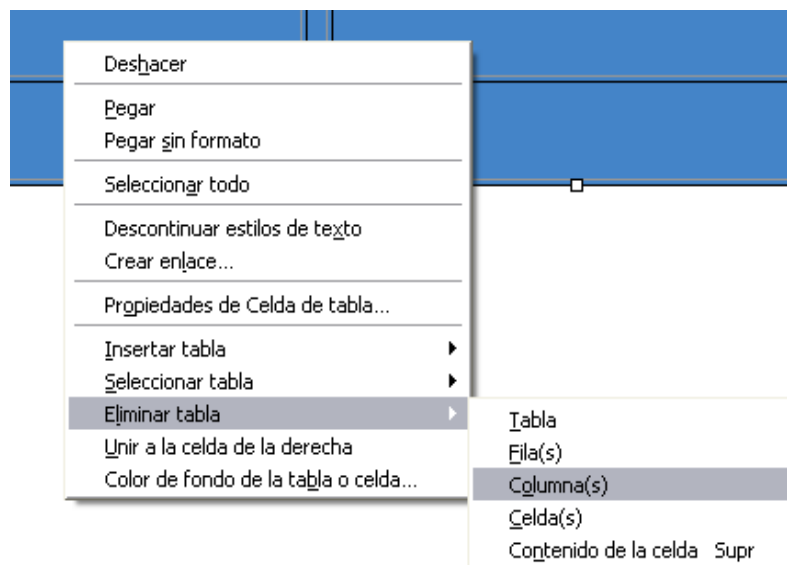 Deshacer
Pegar
Pegar sin formato
Seleccionar todo
Descontinuar estilos de texto
Crear enlace...
Propiedades de Celda de tabla...
Insertar tabla
Seleccionar tabla
Eliminar tabla
Unir a la celda de la derecha
Color de fondo de la tabla o celda...
Tabla
Fila(s)
Columna(s)
Celda(s)
Contenido de la celda Supr